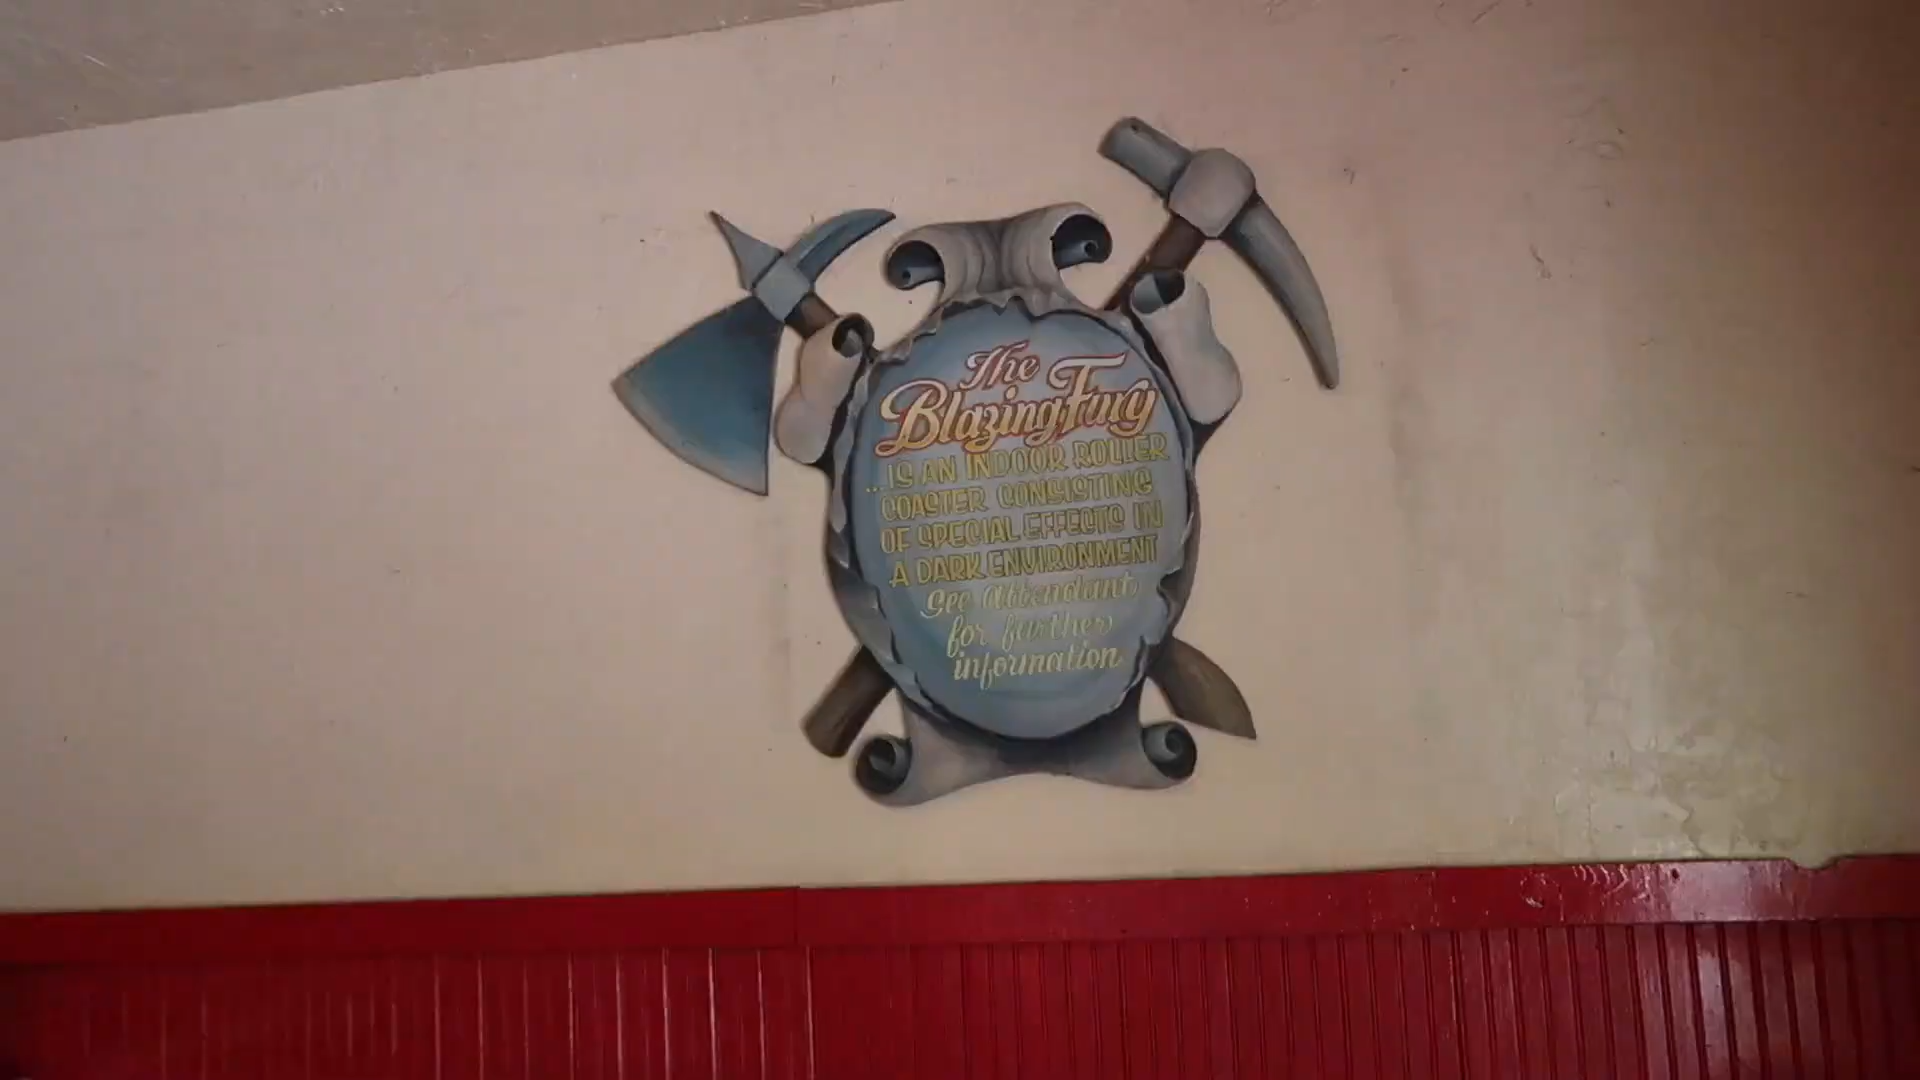 The
Blazing Fury
...IS AN INDOOR ROLLER
COASTER CONSISTING
OF SPECIAL EFFECTS IN
A DARK ENVIRONMENT
See Attendant
for further
information